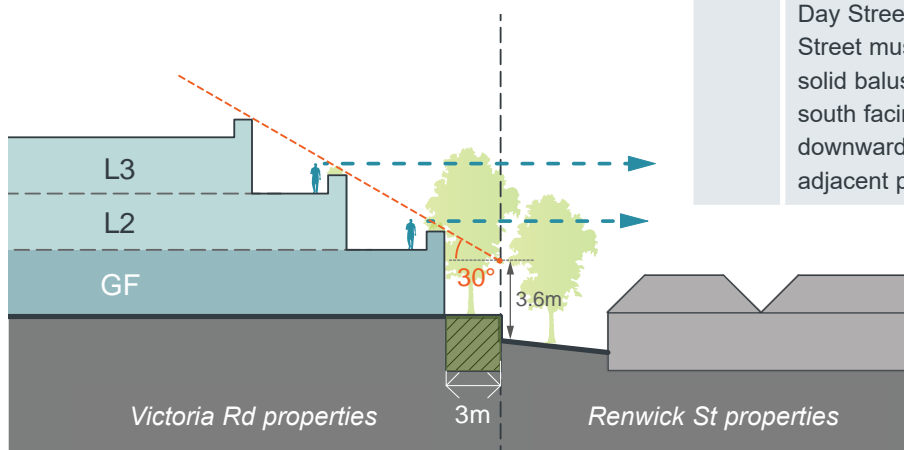 Day Stree
Street mus
solid balus
south facin
downward
adjacent p
L3
L2
GF
30°
3.6m
3m
Victoria Rd properties
Renwick St properties